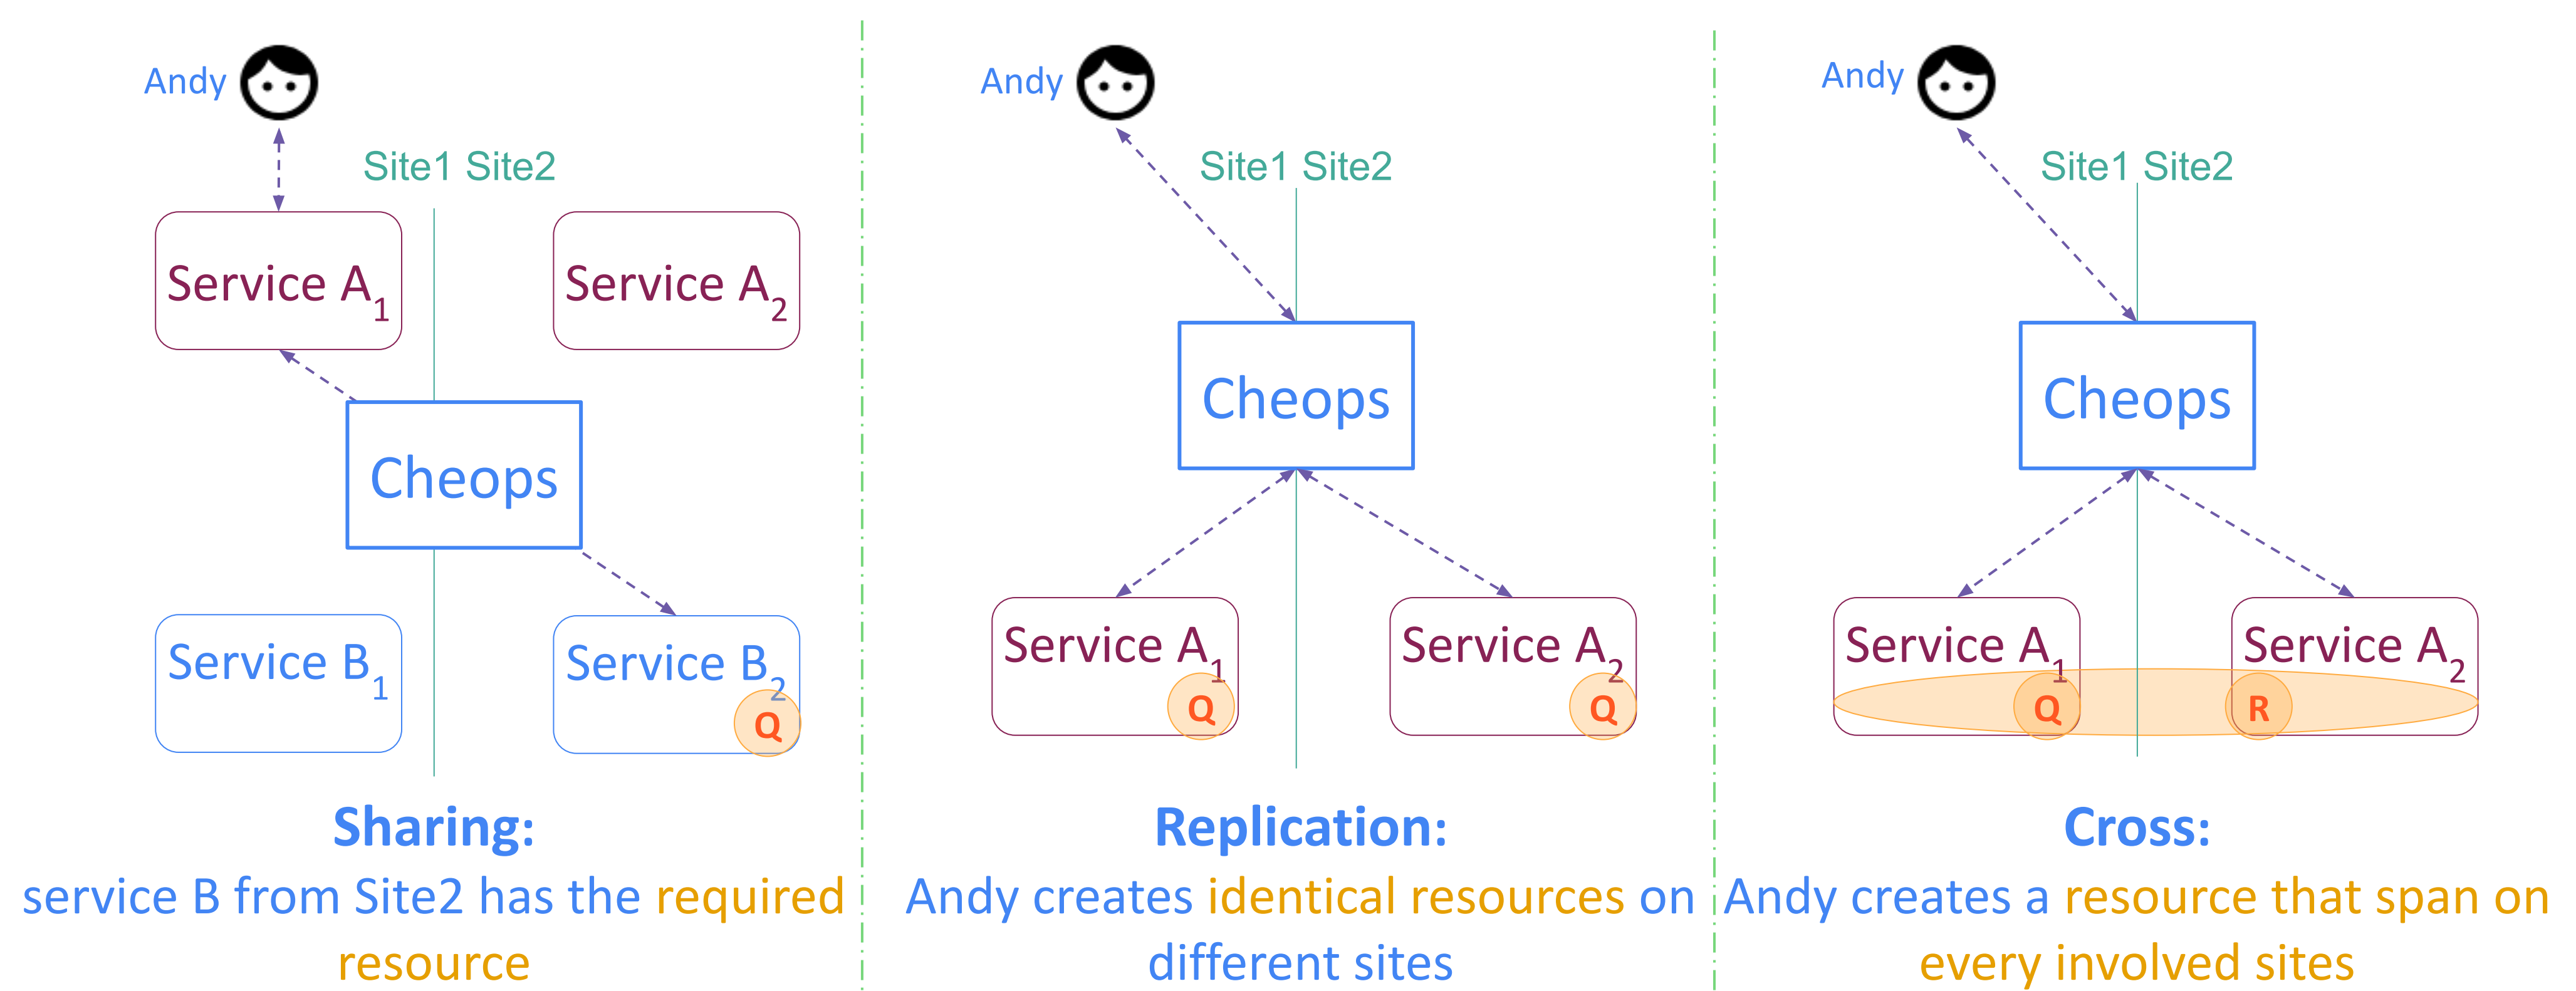 Andy
Site1 Site2
Service A1
Service A2
Cheops
Service B1
Service B2
Q
Sharing:
service B from Site2 has the required
resource
Andy
Site1 Site2
Cheops
Service A1
Service A2
Q
Q
Replication:
Andy creates identical resources on
different sites
Andy
Site1 Site2
Cheops
Service A1
Service A2
Q
R
Cross:
Andy creates a resource that span on
every involved sites